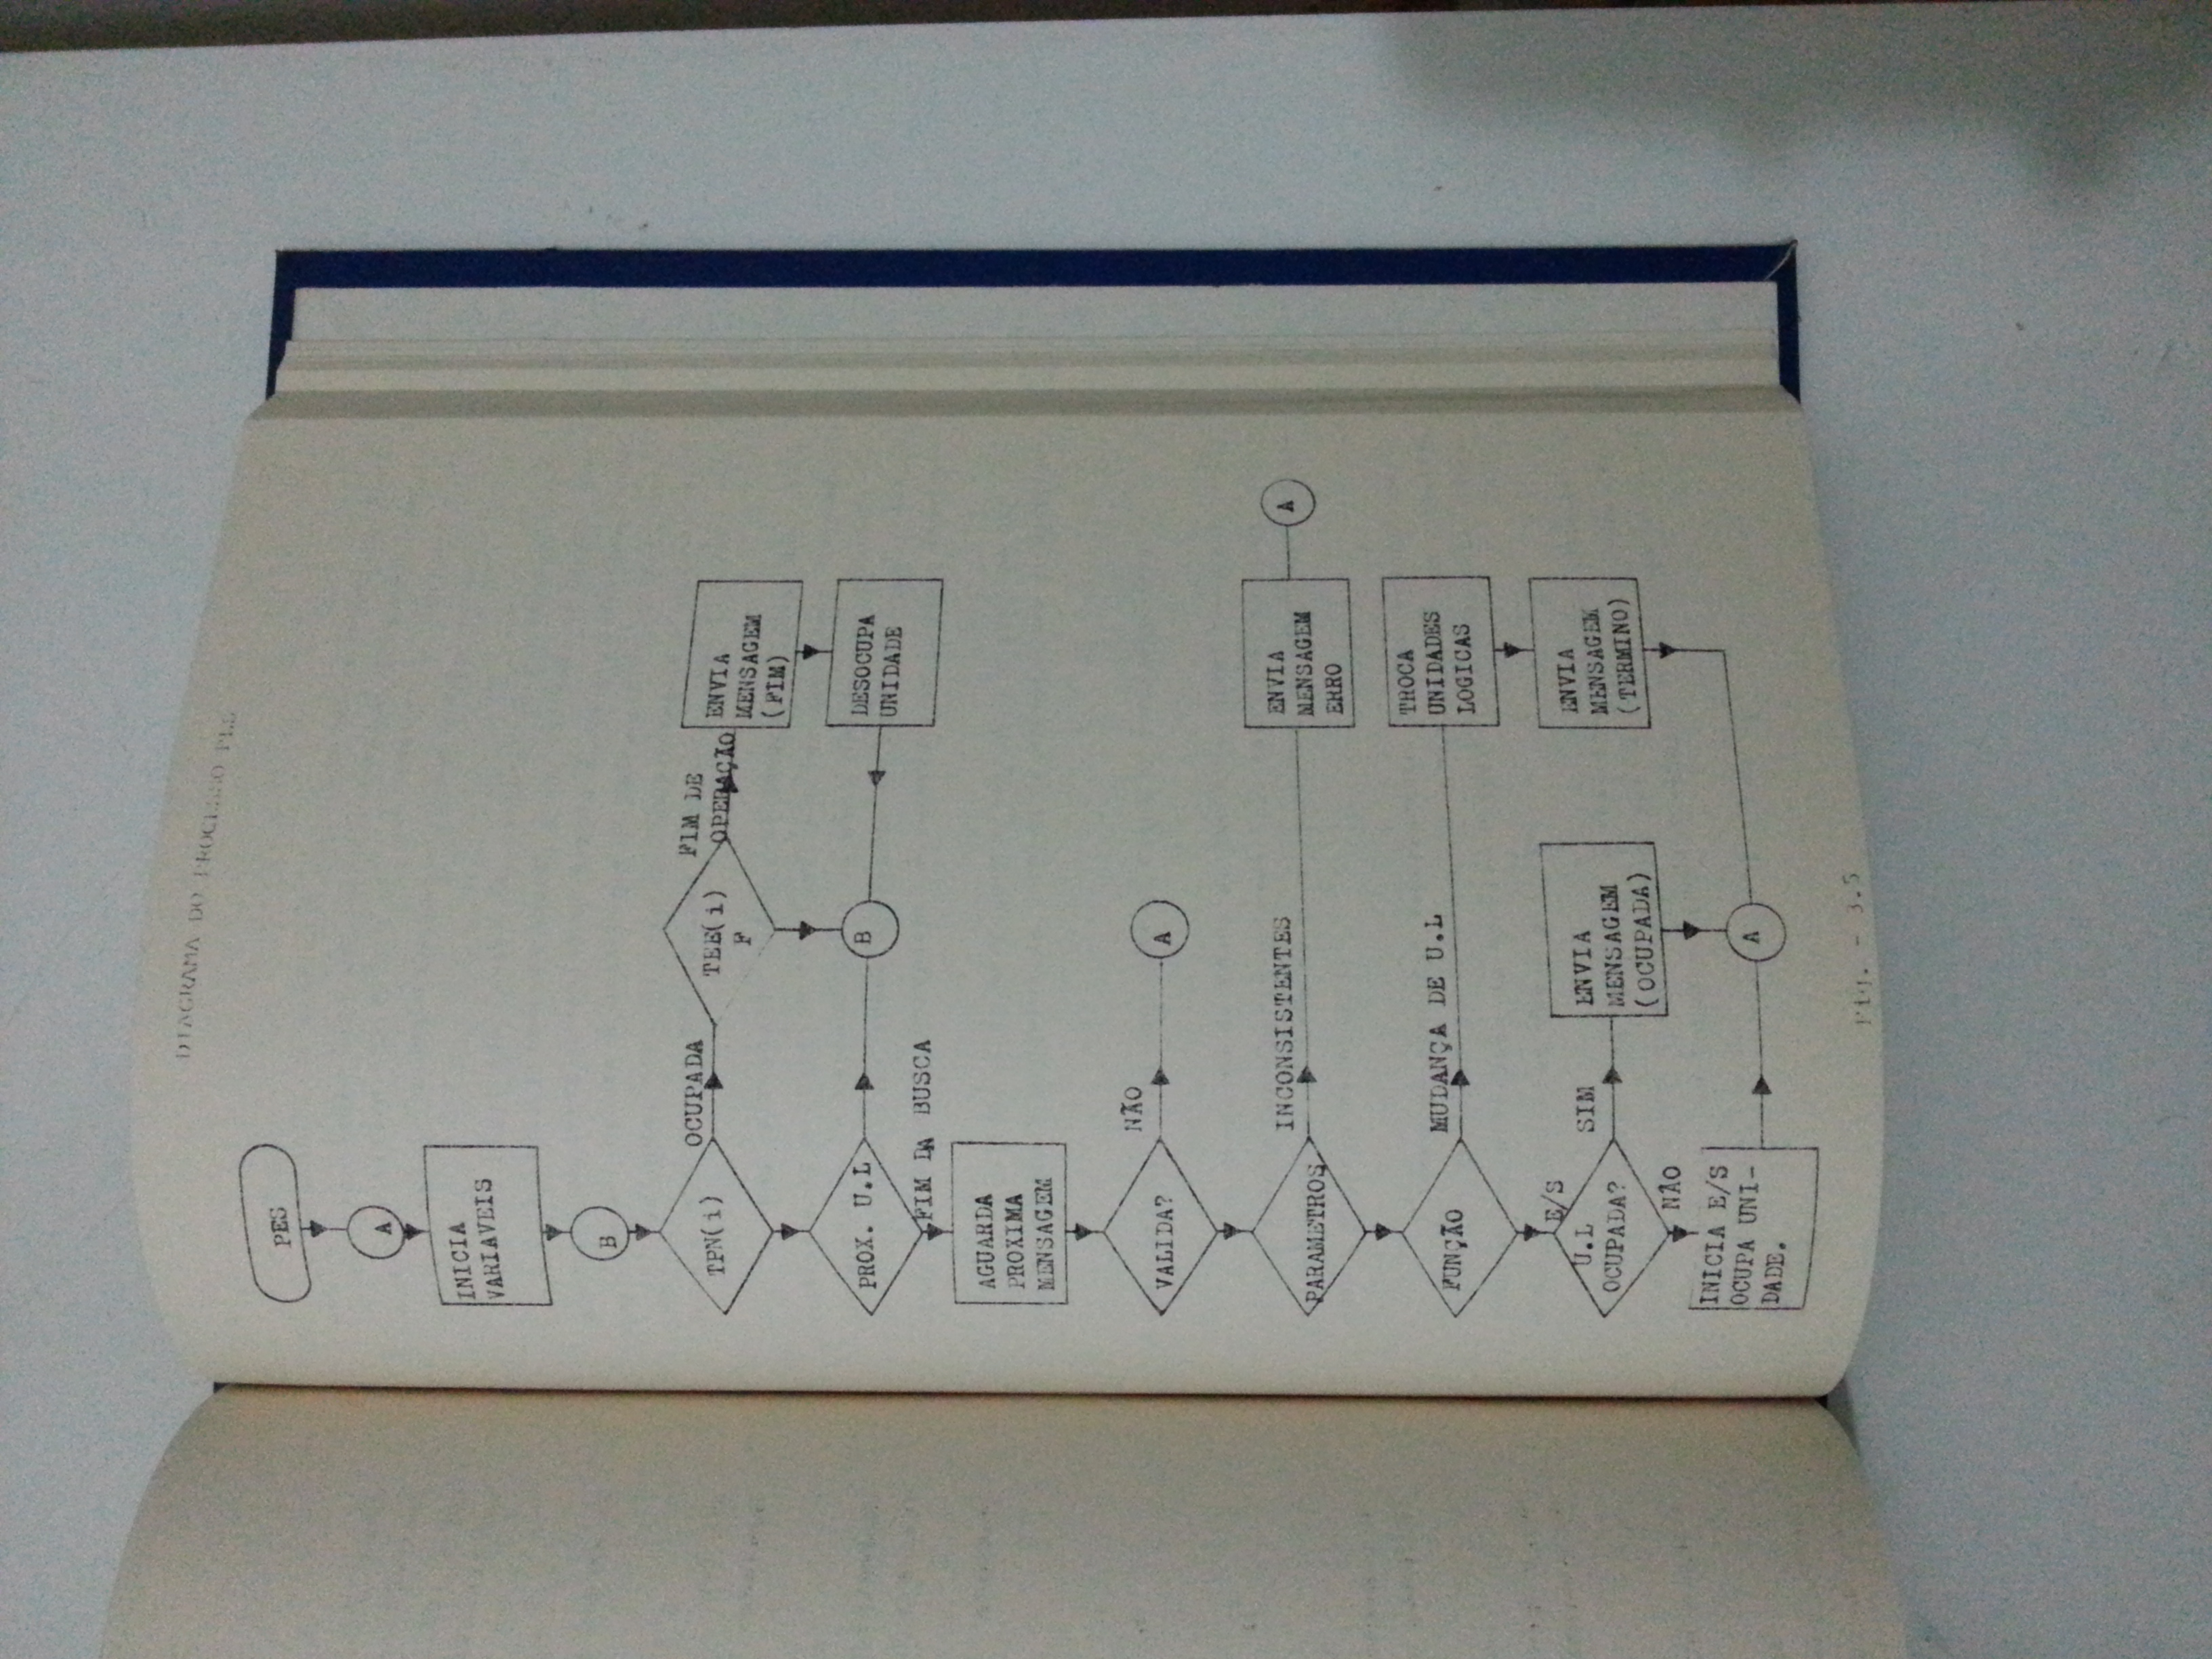 DIAGRAMA DO PROCESSO PES
PES
A
INICIA
VARIAVEIS
B
TPN(i)
OCUPADA
TEE(i)
F
FIM DE
OPERAÇÃO
ENVIA
MENSAGEM
(FIM)
PROX. U.L
B
DESOCUPA
UNIDADE
FIM DA BUSCA
AGUARDA
PROXIMA
MENSAGEM
VALIDA?
NÃO
A
PARAMETROS
INCONSISTENTES
ENVIA
MENSAGEM
ERRO
A
FUNÇÃO
MUDANÇA DE U.L
TROCA
UNIDADES
LOGICAS
E/S
U.L
OCUPADA?
SIM
ENVIA
MENSAGEM
(OCUPADA)
ENVIA
MENSAGEM
(TERMINO)
NÃO
INICIA E/S
OCUPA UNI-
DADE.
A
Fig. - 3.5